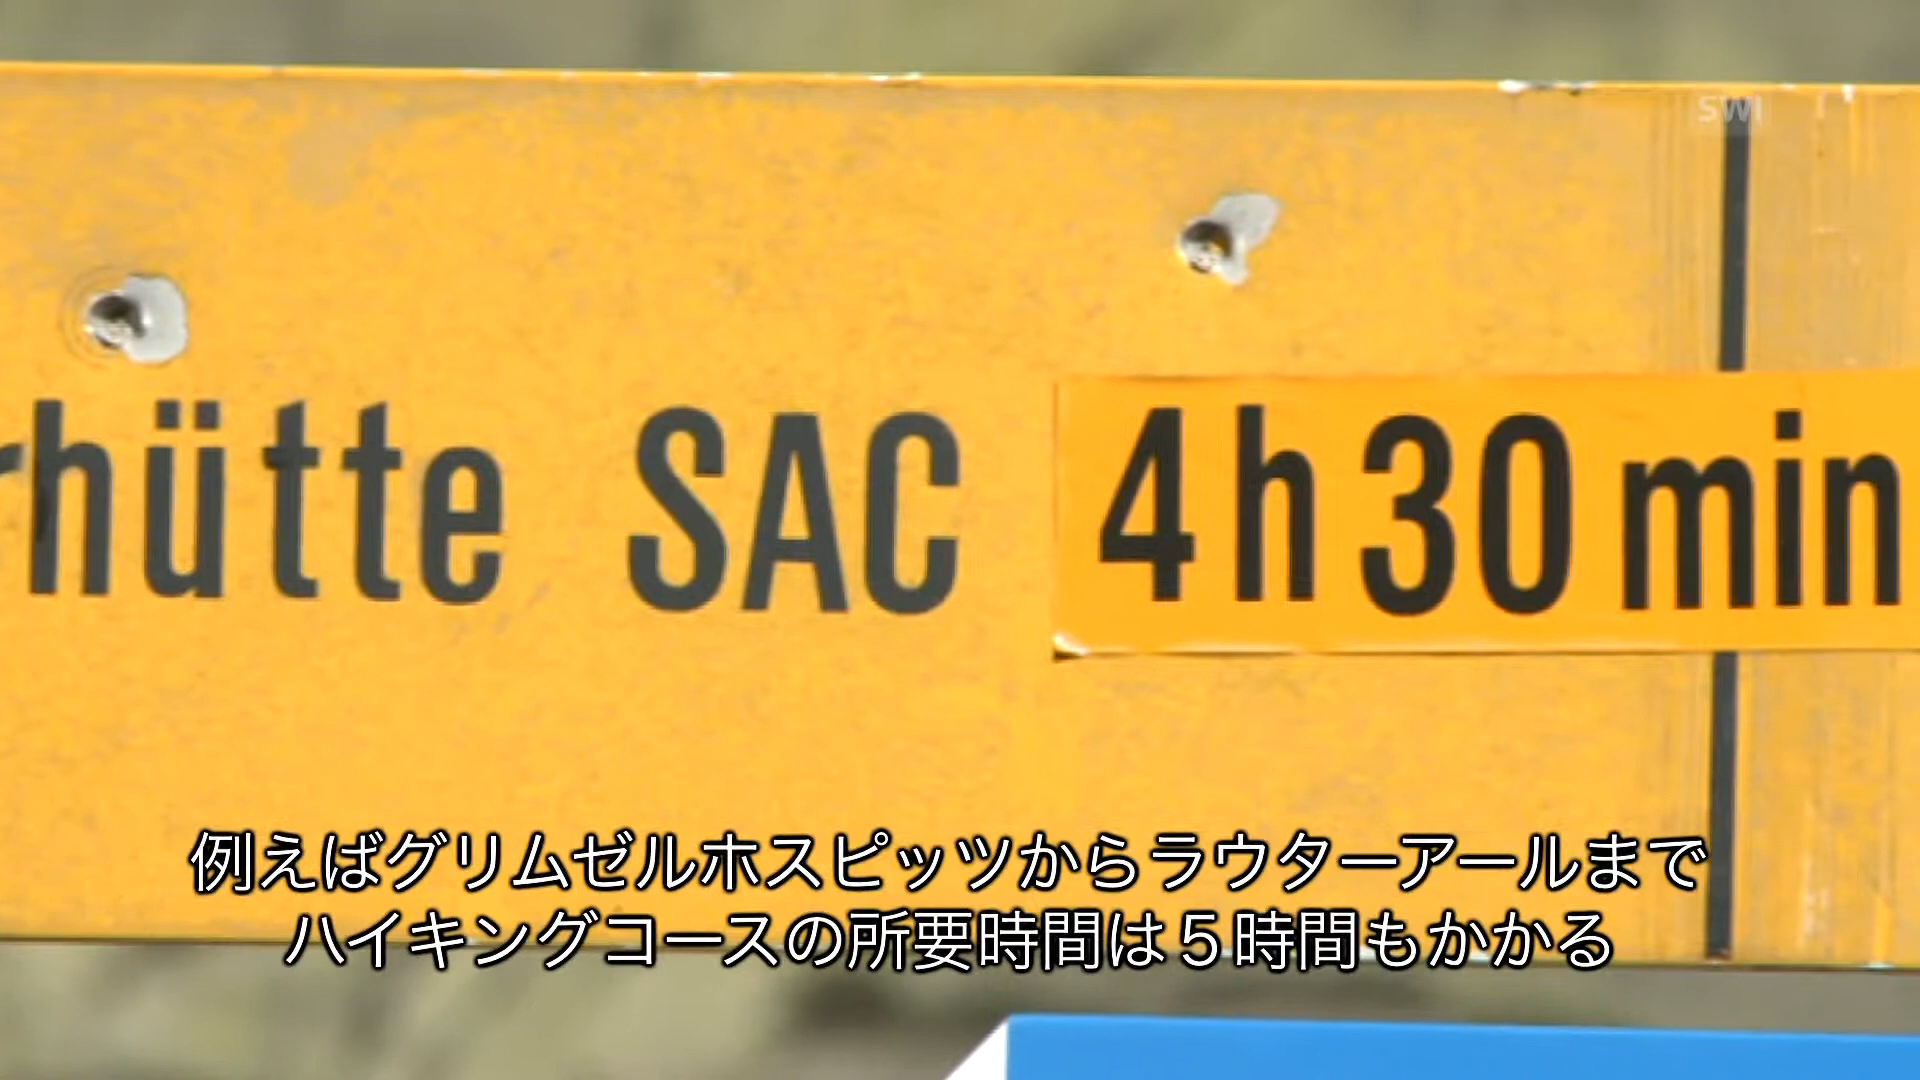 SWI
rhütte SAC 4h30min
例えばグリムゼルホスピッツからラウターアールまで
ハイキングコースの所要時間は５時間もかかる